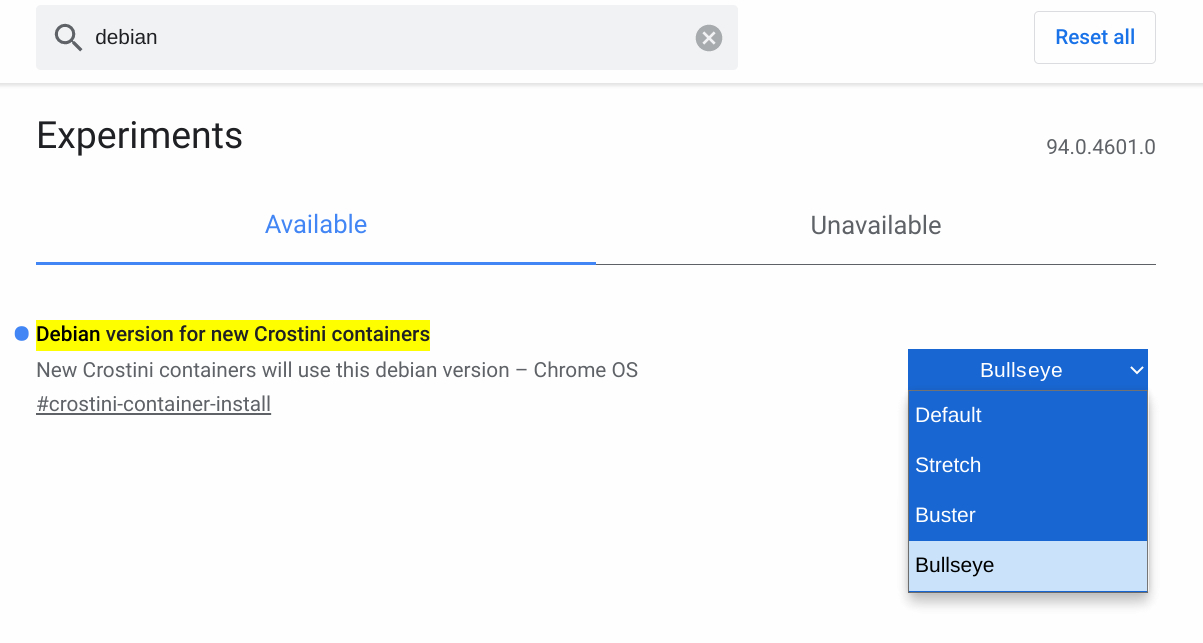 debian
Reset all
Experiments
94.0.4601.0
Available
Unavailable
Debian version for new Crostini containers
New Crostini containers will use this debian version – Chrome OS
#crostini-container-install
Bullseye
Default
Stretch
Buster
Bullseye